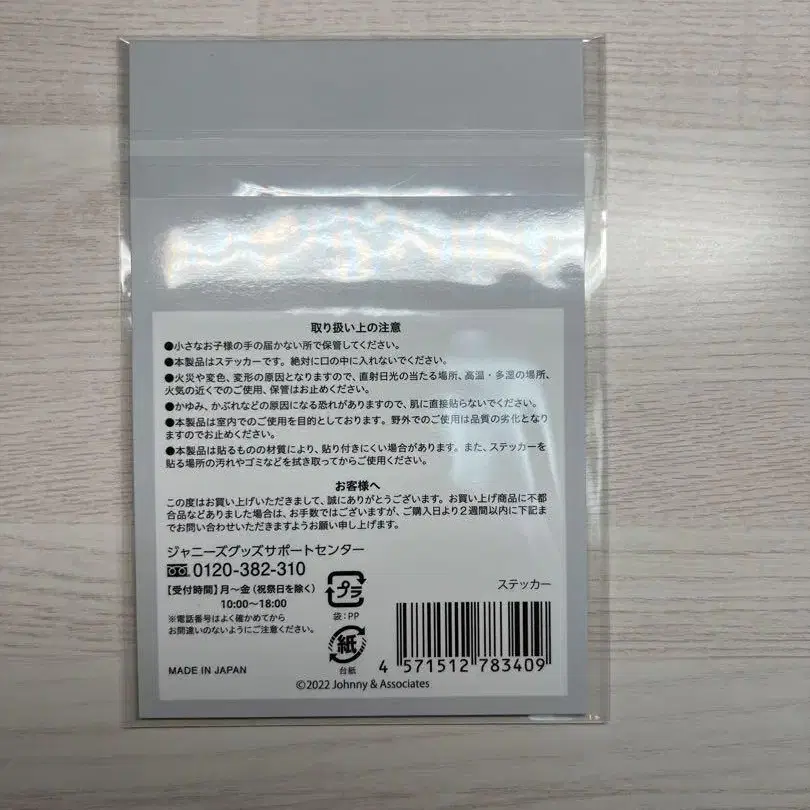 取り扱い上の注意
●小さなお子様の手の届かない所で保管してください。
●本製品はステッカーです。絶対に口の中に入れないでください。
●火災や変色、変形の原因となりますので、直射日光の当たる場所、高温・多湿の場所、
火気の近くでのご使用、保管はお止めください。
●かゆみ、かぶれなどの原因になる恐れがありますので、肌に直接貼らないでください。
●本製品は室内でのご使用を目的としております。野外でのご使用は品質の劣化となり
ますのでお止めください。
●本製品は貼るものの材質により、貼り付きにくい場合があります。また、ステッカーを
貼る場所の汚れやゴミなどを拭き取ってからご使用ください。
お客様へ
この度はお買い上げいただきまして、誠にありがとうございます。お買い上げ商品に不都
合品などありました場合は、お手数ではございますが、ご購入日より2週間以内に下記ま
でお問い合わせいただきますようお願い申し上げます。
ジャニーズグッズサポートセンター
0120-382-310
【受付時間】月〜金（祝祭日を除く）
10:00〜18:00
※電話番号はよく確かめてから
お間違いのないようにご注意ください。
MADE IN JAPAN
プラ
袋:PP
紙
台紙
ステッカー
4 571512 783409
©2022 Johnny & Associates